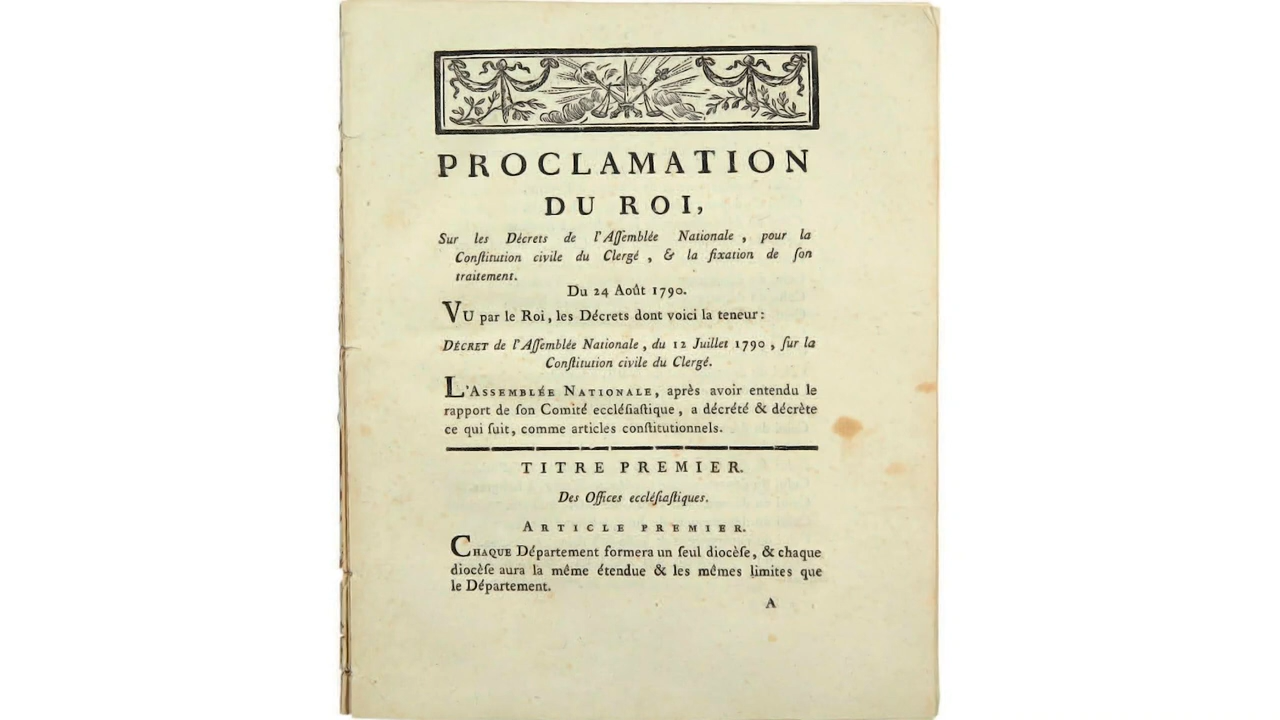 PROCLAMATION
DU ROI,
Sur les Décrets de l'Aſſemblée Nationale, pour la
Conſtitution civile du Clergé, & la fixation de ſon
traitement.
Du 24 Août 1790.
VU par le Roi, les Décrets dont voici la teneur:
DÉCRET de l'Aſſemblée Nationale, du 12 Juillet 1790, ſur la
Conſtitution civile du Clergé.
L'ASSEMBLÉE NATIONALE, après avoir entendu le
rapport de ſon Comité eccléſiaſtique, a décrété & décrète
ce qui ſuit, comme articles conſtitutionnels.
TITRE PREMIER.
Des Offices eccléſiaſtiques.
ARTICLE PREMIER.
CHAQUE Département formera un ſeul diocèſe, & chaque
diocèſe aura la même étendue & les mêmes limites que
le Département.
A